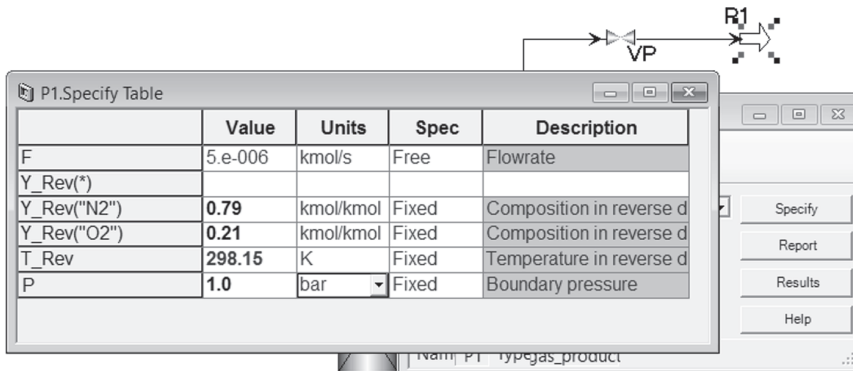 R1
VP
P1.Specify Table
Value Units Spec Description
F 5.e-006 kmol/s Free Flowrate
Y_Rev(*)
Y_Rev("N2") 0.79 kmol/kmol Fixed Composition in reverse d
Y_Rev("O2") 0.21 kmol/kmol Fixed Composition in reverse d
T_Rev 298.15 K Fixed Temperature in reverse d
P 1.0 bar Fixed Boundary pressure
Specify
Report
Results
Help
Nam P1 Type gas_product